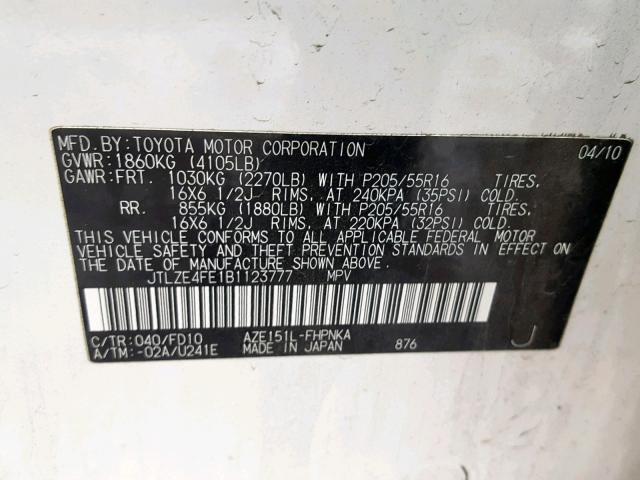 MFD.BY:TOYOTA MOTOR CORPORATION 04/10
GVWR:1860KG (4105LB)
GAWR:FRT. 1030KG (2270LB) WITH P205/55R16 TIRES,
16X6 1/2J RIMS, AT 240KPA (35PSI) COLD.
RR. 855KG (1880LB) WITH P205/55R16 TIRES,
16X6 1/2J RIMS, AT 220KPA (32PSI) COLD.
THIS VEHICLE CONFORMS TO ALL APPLICABLE FEDERAL MOTOR
VEHICLE SAFETY AND THEFT PREVENTION STANDARDS IN EFFECT
ON THE DATE OF MANUFACTURE SHOWN ABOVE.
JTLZE4FE1B1123777 MPV
C/TR:040/FD10 AZE151L-FHPNKA J
A/TM:-02A/U241E MADE IN JAPAN 876